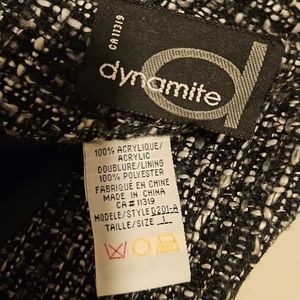 CA 11319
dynamite
d
100% ACRYLIQUE/
ACRYLIC
DOUBLURE/LINING
100% POLYESTER
FABRIQUÉ EN CHINE
MADE IN CHINA
CA # 11319
MODELE/STYLE 0201-A
TAILLE/SIZE L